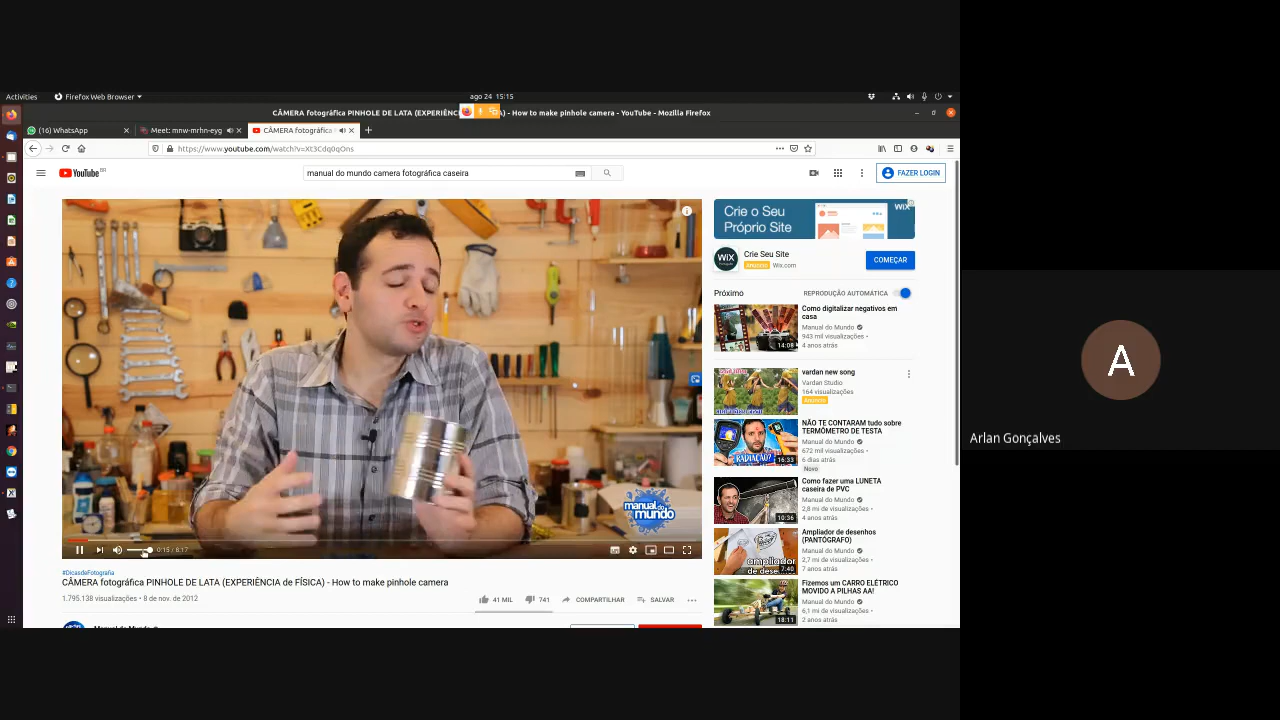 Activities
Firefox Web Browser
ago 24 15:15
CÂMERA fotográfica PINHOLE DE LATA (EXPERIÊNC A) - How to make pinhole camera - YouTube - Mozilla Firefox
(16) WhatsApp
Meet: mnw-mrhn-eyg
CÂMERA fotográfica
https://www.youtube.com/watch?v=Xt3Cdq0qOns
YouTube BR
manual do mundo camera fotográfica caseira
FAZER LOGIN
manual do mundo
0:15 / 8:17
#DicasdeFotografia
CÂMERA fotográfica PINHOLE DE LATA (EXPERIÊNCIA de FÍSICA) - How to make pinhole camera
1.795.138 visualizações • 8 de nov. de 2012
41 MIL
741
COMPARTILHAR
SALVAR
Crie o Seu
Próprio Site
WiX
WiX
Crie Seu Site
Anúncio Wix.com
COMEÇAR
Próximo
REPRODUÇÃO AUTOMÁTICA
14:08
Como digitalizar negativos em
casa
Manual do Mundo
943 mil visualizações •
4 anos atrás
vardan new song
Vardan Studio
164 visualizações
Anúncio
RADIAÇÃO?
16:33
NÃO TE CONTARAM tudo sobre
TERMÔMETRO DE TESTA
Manual do Mundo
672 mil visualizações •
6 dias atrás
Novo
10:36
Como fazer uma LUNETA
caseira de PVC
Manual do Mundo
2,8 mi de visualizações •
4 anos atrás
ampliador
de dese
7:40
Ampliador de desenhos
(PANTÓGRAFO)
Manual do Mundo
2,7 mi de visualizações •
7 anos atrás
18:11
Fizemos um CARRO ELÉTRICO
MOVIDO A PILHAS AA!
Manual do Mundo
6,1 mi de visualizações •
2 anos atrás
A
Arlan Gonçalves